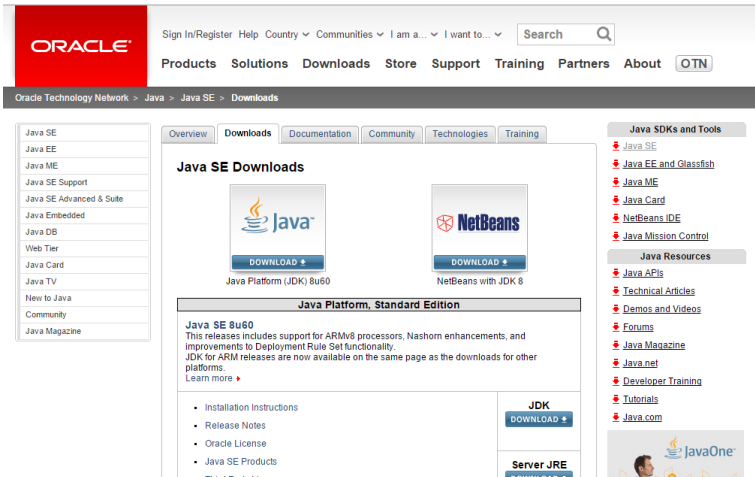 ORACLE
Sign In/Register Help Country Communities I am a... I want to... Search
Products Solutions Downloads Store Support Training Partners About OTN
Oracle Technology Network > Java > Java SE > Downloads
Java SE
Java EE
Java ME
Java SE Support
Java SE Advanced & Suite
Java Embedded
Java DB
Web Tier
Java Card
Java TV
New to Java
Community
Java Magazine
Overview Downloads Documentation Community Technologies Training
Java SE Downloads
Java
DOWNLOAD
Java Platform (JDK) 8u60
NetBeans
DOWNLOAD
NetBeans with JDK 8
Java Platform, Standard Edition
Java SE 8u60
This releases includes support for ARMv8 processors, Nashorn enhancements, and
improvements to Deployment Rule Set functionality.
JDK for ARM releases are now available on the same page as the downloads for other
platforms.
Learn more
Installation Instructions
Release Notes
Oracle License
Java SE Products
JDK
DOWNLOAD
Server JRE
DOWNLOAD
Java SDKs and Tools
Java SE
Java EE and Glassfish
Java ME
Java Card
NetBeans IDE
Java Mission Control
Java Resources
Java APIs
Technical Articles
Demos and Videos
Forums
Java Magazine
Java.net
Developer Training
Tutorials
Java.com
JavaOne